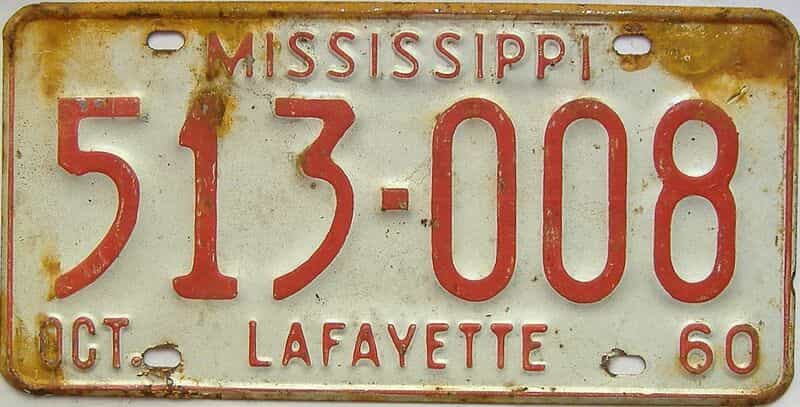 MISSISSIPPI
513-008
OCT. LAFAYETTE 60